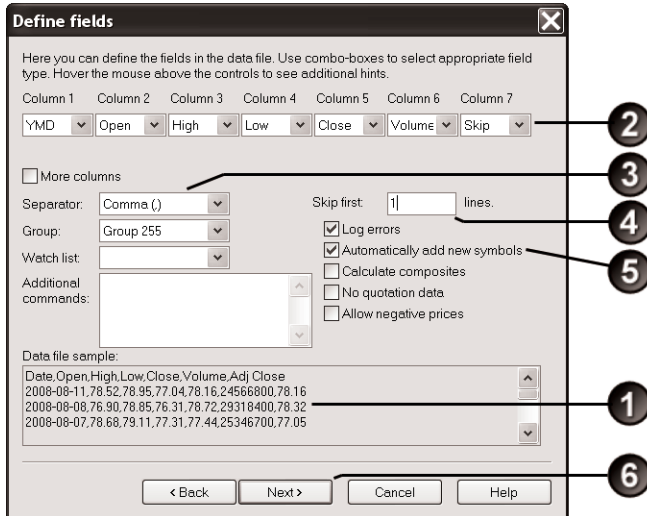 Define fields
Here you can define the fields in the data file. Use combo-boxes to select appropriate field
type. Hover the mouse above the controls to see additional hints.
Column 1 Column 2 Column 3 Column 4 Column 5 Column 6 Column 7
YMD Open High Low Close Volume Skip
2
More columns
3
Separator: Comma (,) Skip first: 1 lines.
4
Group: Group 255 Log errors
Watch list: Automatically add new symbols
5
Additional
commands:
Calculate composites
No quotation data
Allow negative prices
Data file sample:
Date,Open,High,Low,Close,Volume,Adj Close
2008-08-11,78.52,78.95,77.04,78.16,24566800,78.16
2008-08-08,76.90,78.85,76.31,78.72,29318400,78.32
1
2008-08-07,78.68,79.11,77.31,77.44,25346700,77.05
6
< Back Next > Cancel Help